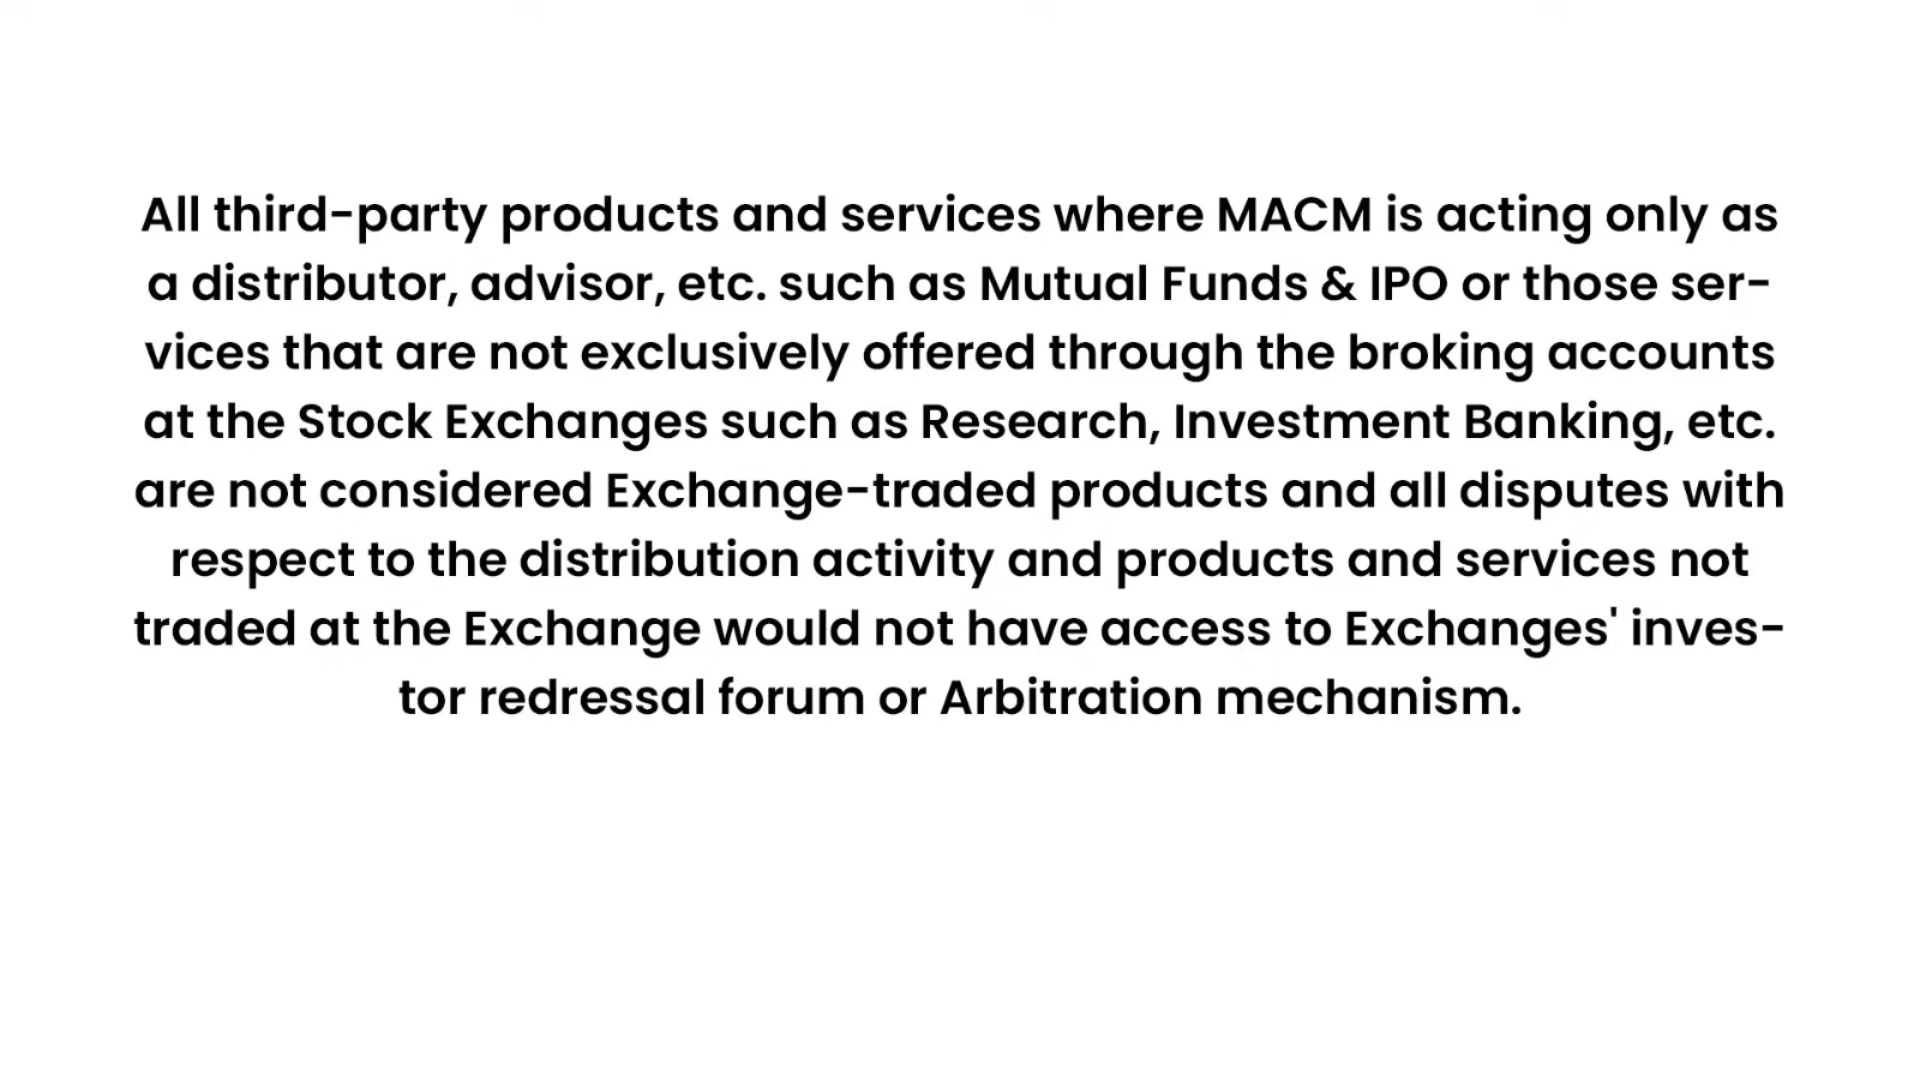 All third-party products and services where MACM is acting only as
a distributor, advisor, etc. such as Mutual Funds & IPO or those ser-
vices that are not exclusively offered through the broking accounts
at the Stock Exchanges such as Research, Investment Banking, etc.
are not considered Exchange-traded products and all disputes with
respect to the distribution activity and products and services not
traded at the Exchange would not have access to Exchanges' inves-
tor redressal forum or Arbitration mechanism.